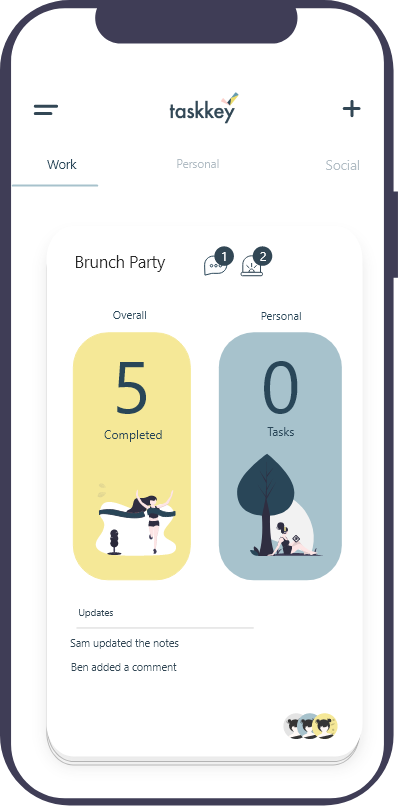 taskkey
Work Personal Social
Brunch Party 1 2
Overall Personal
5 0
Completed Tasks
Updates
Sam updated the notes
Ben added a comment